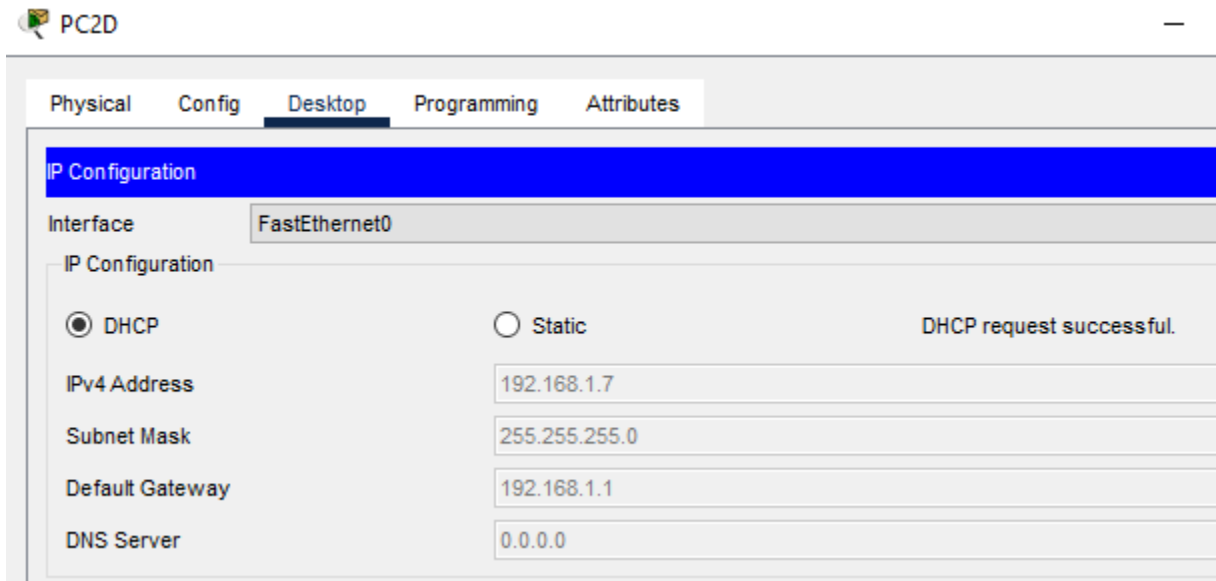 PC2D
Physical Config Desktop Programming Attributes
IP Configuration
Interface FastEthernet0
IP Configuration
DHCP Static DHCP request successful.
IPv4 Address 192.168.1.7
Subnet Mask 255.255.255.0
Default Gateway 192.168.1.1
DNS Server 0.0.0.0